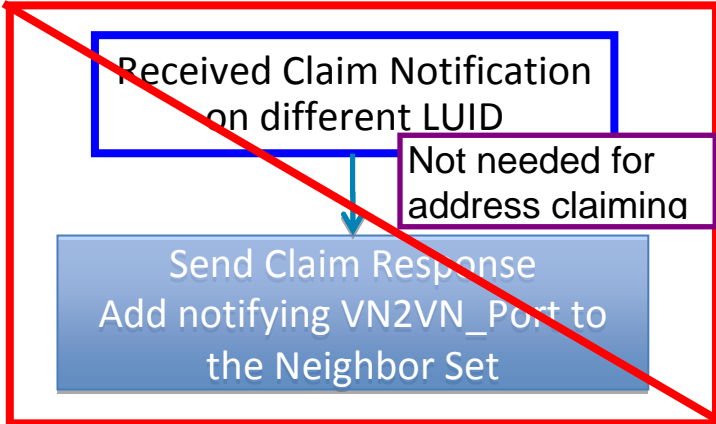 Received Claim Notification
on different LUID
Not needed for
address claiming
Send Claim Response
Add notifying VN2VN_Port to
the Neighbor Set